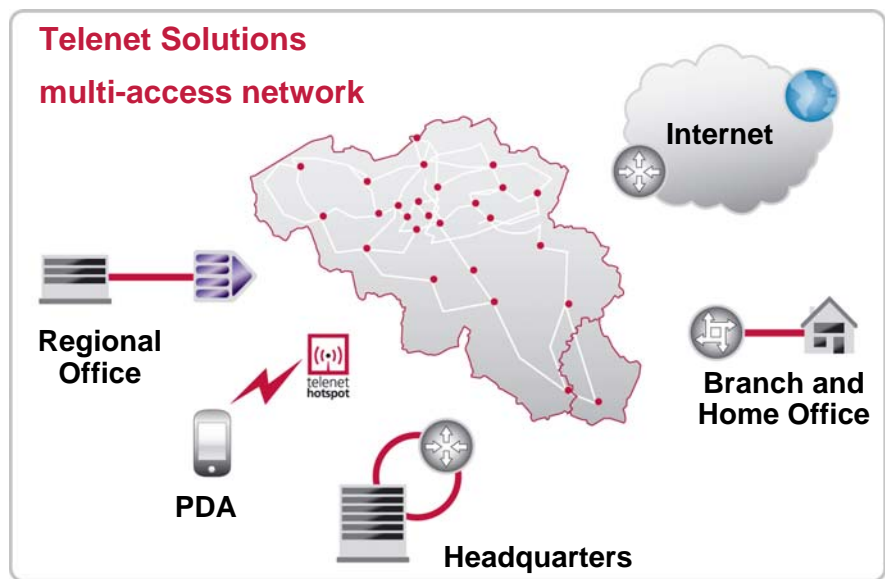 Telenet Solutions
multi-access network
Internet
Regional
Office
telenet
hotspot
Branch and
Home Office
PDA
Headquarters